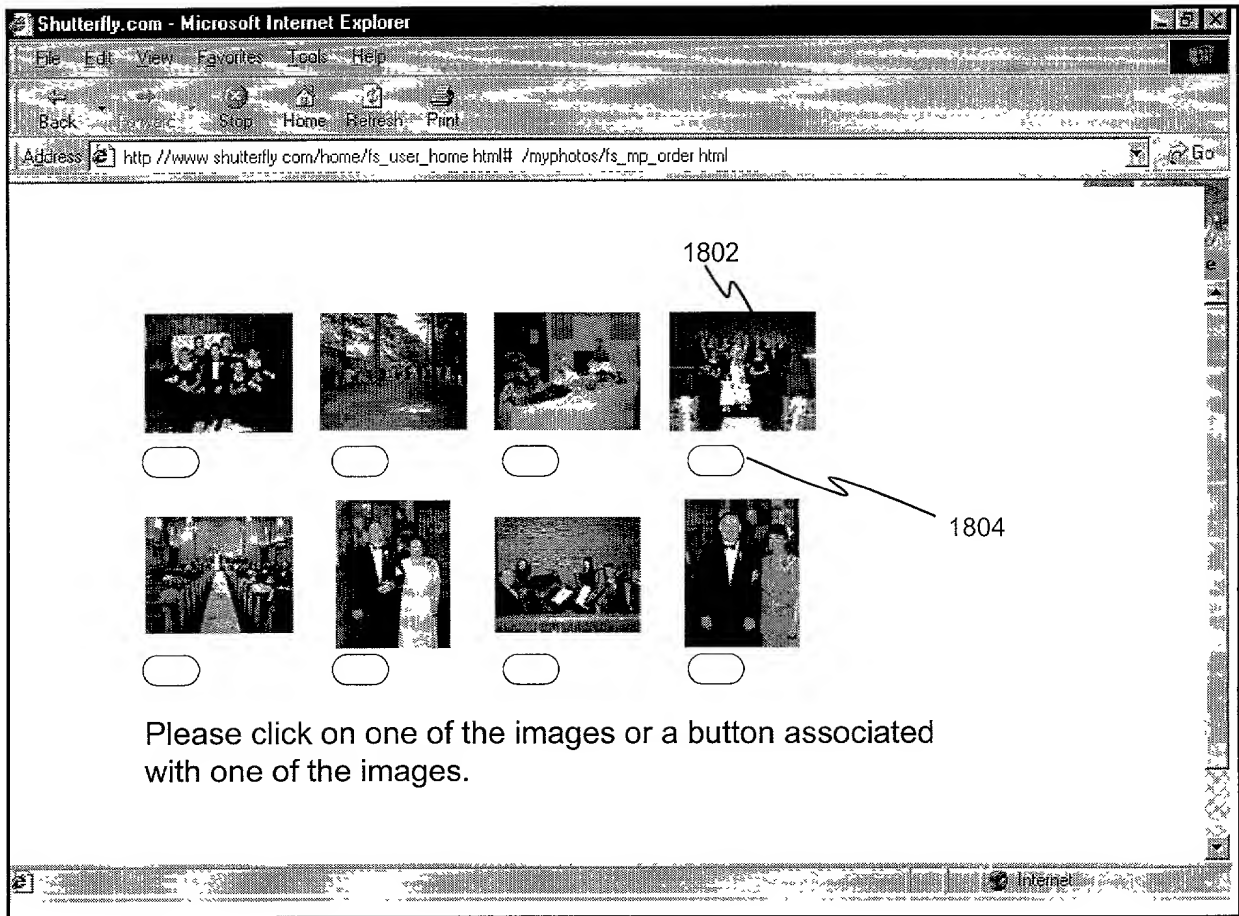 Shutterfly.com - Microsoft Internet Explorer
File Edit View Favorites Tools Help
Back Forward Stop Home Refresh Print
Address http //www shutterfly com/home/fs_user_home html# /myphotos/fs_mp_order html Go
e
1802
1804
Please click on one of the images or a button associated
with one of the images.
Internet